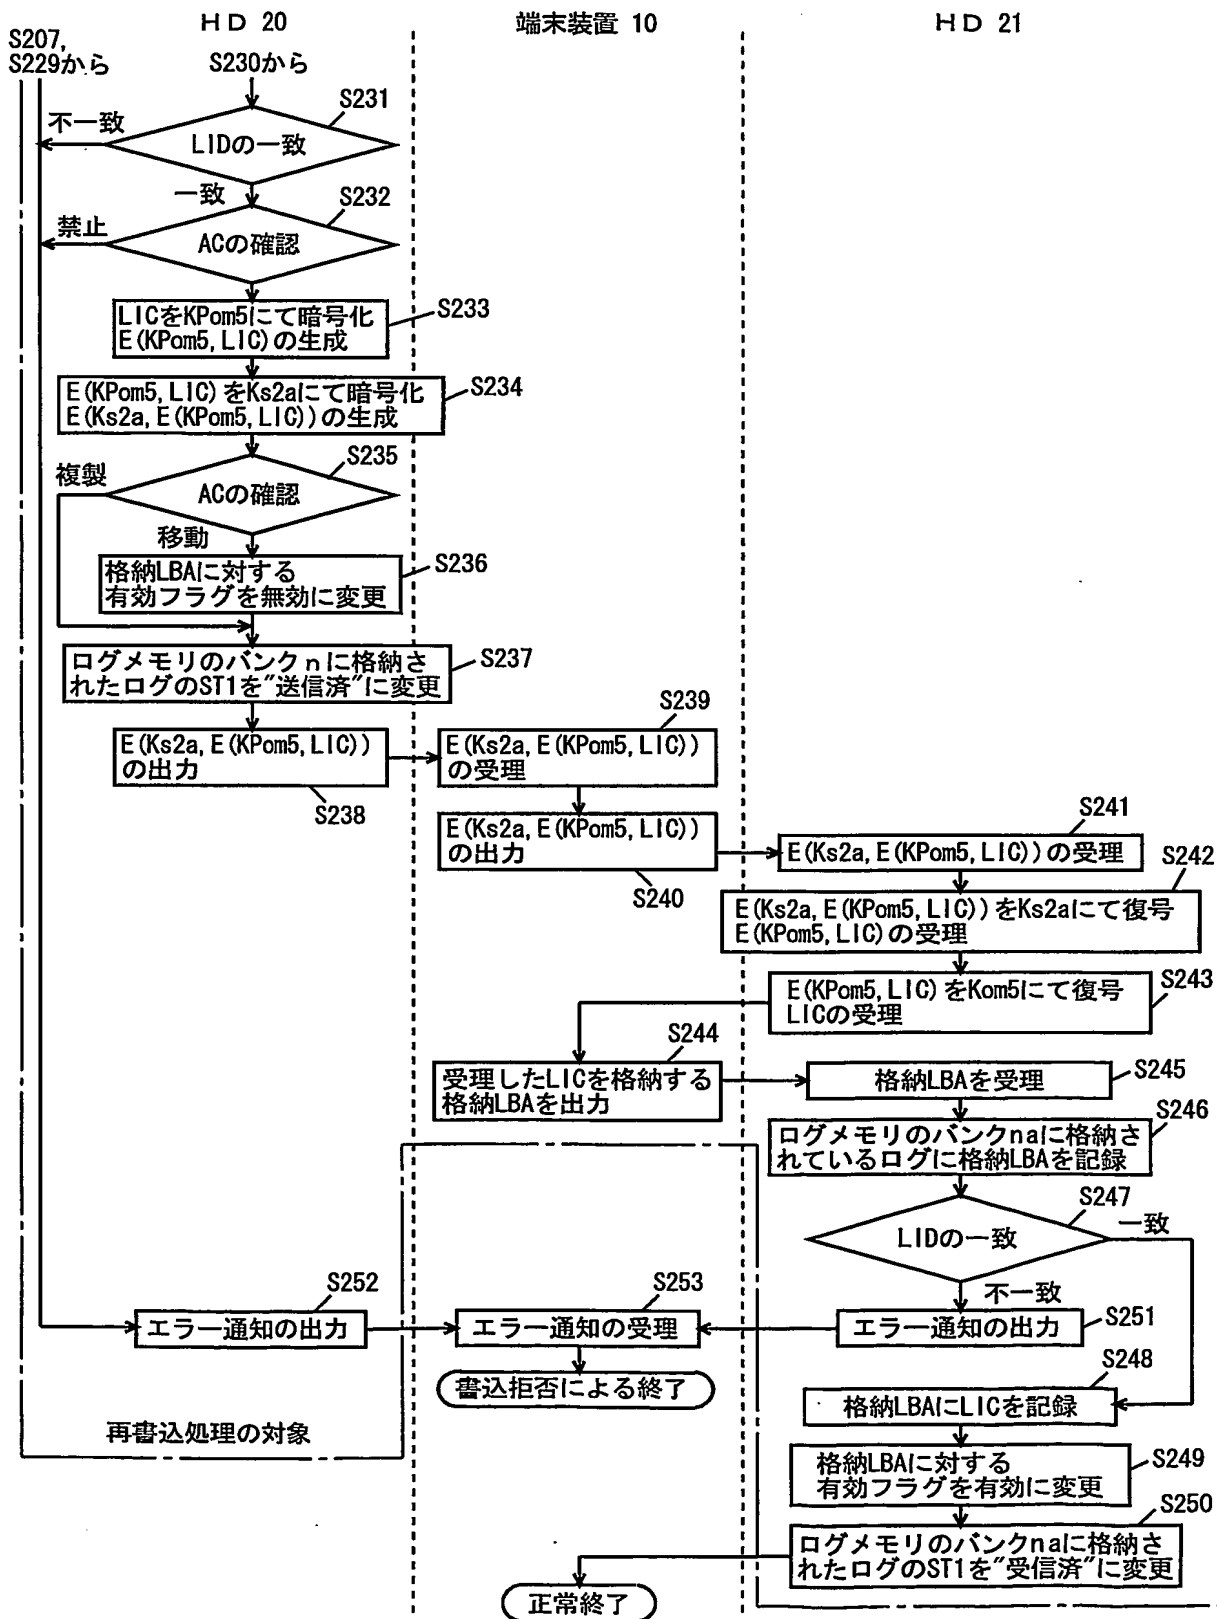 HD 20
端末装置 10
HD 21
S207,
S229から
S230から
S231
不一致
LIDの一致
一致
S232
禁止
ACの確認
LICをKPom5にて暗号化
E(KPom5, LIC)の生成
S233
E(KPom5, LIC)をKs2aにて暗号化
E(Ks2a, E(KPom5, LIC))の生成
S234
S235
複製
ACの確認
移動
格納LBAに対する
有効フラグを無効に変更
S236
ログメモリのバンクnに格納さ
れたログのST1を"送信済"に変更
S237
E(Ks2a, E(KPom5, LIC))
の出力
S238
S239
E(Ks2a, E(KPom5, LIC))
の受理
E(Ks2a, E(KPom5, LIC))
の出力
S240
S241
E(Ks2a, E(KPom5, LIC))の受理
S242
E(Ks2a, E(KPom5, LIC))をKs2aにて復号
E(KPom5, LIC)の受理
E(KPom5, LIC)をKom5にて復号
LICの受理
S243
S244
受理したLICを格納する
格納LBAを出力
格納LBAを受理
S245
S246
ログメモリのバンクnaに格納さ
れているログに格納LBAを記録
S247
LIDの一致
一致
不一致
S252
エラー通知の出力
S253
エラー通知の受理
エラー通知の出力
S251
書込拒否による終了
S248
格納LBAにLICを記録
再書込処理の対象
格納LBAに対する
有効フラグを有効に変更
S249
S250
ログメモリのバンクnaに格納さ
れたログのST1を"受信済"に変更
正常終了